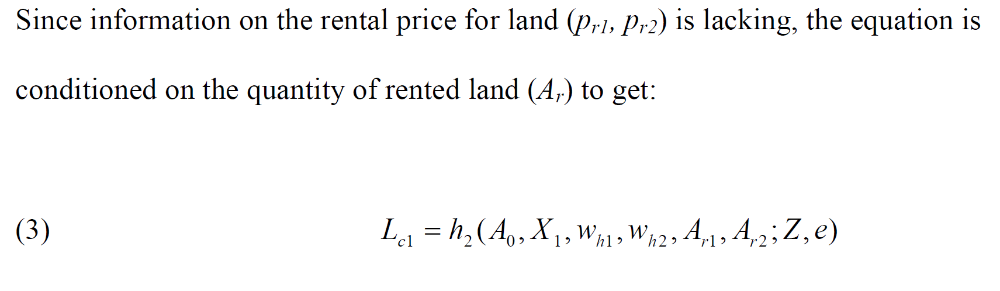 Since information on the rental price for land (p_{r1}, p_{r2}) is lacking, the equation is
conditioned on the quantity of rented land (A_r) to get:
(3) L_{c1} = h_2(A_0, X_1, w_{h1}, w_{h2}, A_{r1}, A_{r2}; Z, e)